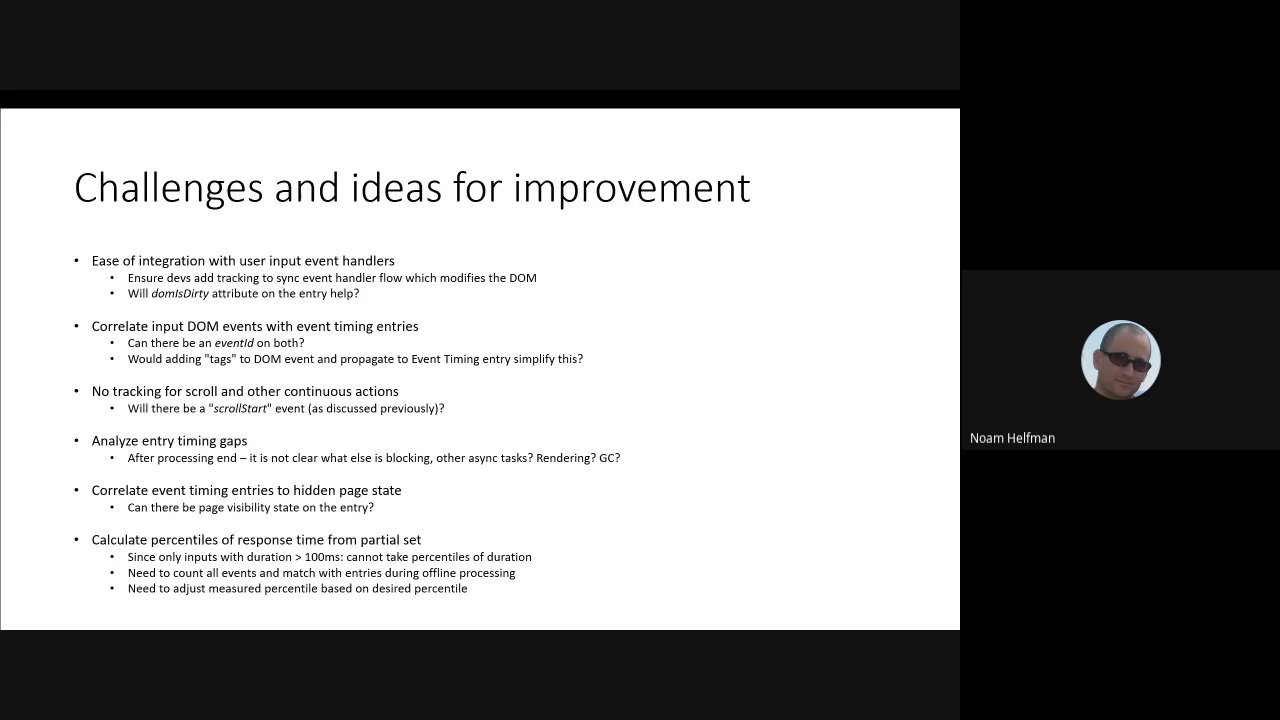 Challenges and ideas for improvement
• Ease of integration with user input event handlers
• Ensure devs add tracking to sync event handler flow which modifies the DOM
• Will domIsDirty attribute on the entry help?
• Correlate input DOM events with event timing entries
• Can there be an eventId on both?
• Would adding "tags" to DOM event and propagate to Event Timing entry simplify this?
• No tracking for scroll and other continuous actions
• Will there be a "scrollStart" event (as discussed previously)?
• Analyze entry timing gaps
• After processing end – it is not clear what else is blocking, other async tasks? Rendering? GC?
• Correlate event timing entries to hidden page state
• Can there be page visibility state on the entry?
• Calculate percentiles of response time from partial set
• Since only inputs with duration > 100ms: cannot take percentiles of duration
• Need to count all events and match with entries during offline processing
• Need to adjust measured percentile based on desired percentile
Noam Helfman